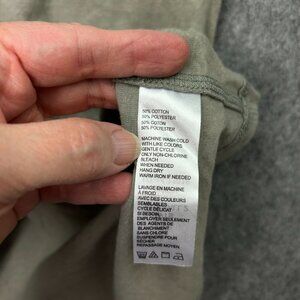 50% COTTON
50% POLYESTER
50% COTON
50% POLYESTER
MACHINE WASH COLD
WITH LIKE COLORS
GENTLE CYCLE
ONLY NON-CHLORINE
BLEACH
WHEN NEEDED
HANG DRY
WARM IRON IF NEEDED
LAVAGE EN MACHINE
À FROID
AVEC DES COULEURS
SEMBLABLES
CYCLE DÉLICAT
SI BESOIN,
EMPLOYER SEULEMENT
DES AGENTS DE
BLANCHIMENT
SANS CHLORE
SUSPENDRE POUR
SÉCHER
REPASSAGE MOYEN